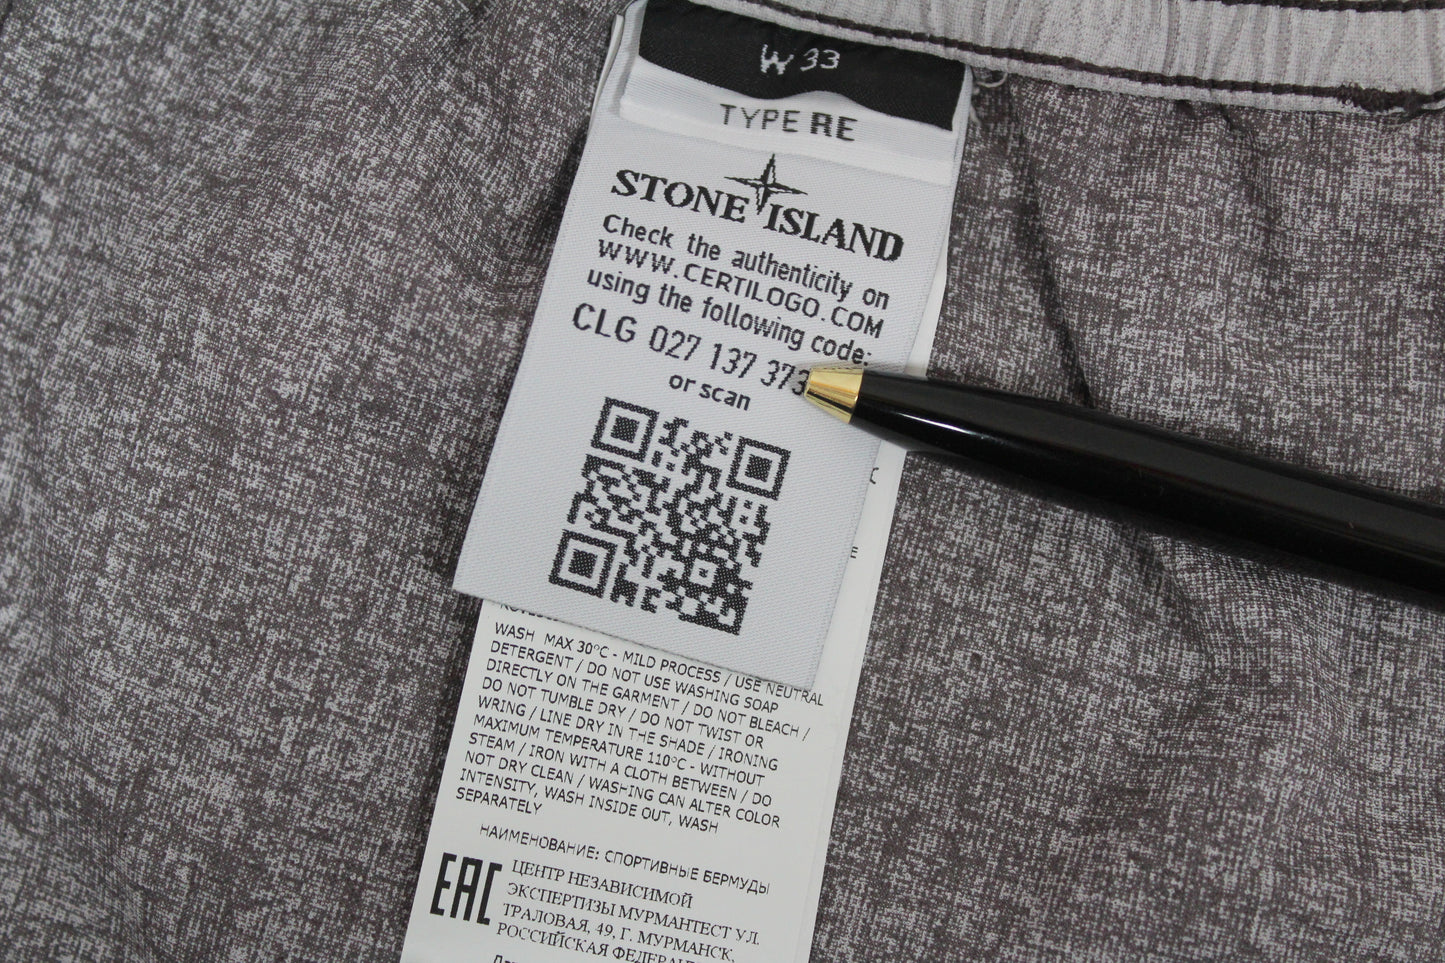 W 33
TYPE RE
STONE ISLAND
Check the authenticity on
WWW.CERTILOGO.COM
using the following code:
CLG 027 137 373
or scan
WASH MAX 30°C - MILD PROCESS / USE NEUTRAL
DETERGENT / DO NOT USE WASHING SOAP
DIRECTLY ON THE GARMENT / DO NOT BLEACH /
DO NOT TUMBLE DRY / DO NOT TWIST OR
WRING / LINE DRY IN THE SHADE / IRONING
MAXIMUM TEMPERATURE 110°C - WITHOUT
STEAM / IRON WITH A CLOTH BETWEEN / DO
NOT DRY CLEAN / WASHING CAN ALTER COLOR
INTENSITY, WASH INSIDE OUT, WASH
SEPARATELY
НАИМЕНОВАНИЕ: СПОРТИВНЫЕ БЕРМУДЫ
EAC
ЦЕНТР НЕЗАВИСИМОЙ
ЭКСПЕРТИЗЫ МУРМАНТЕСТ УЛ.
ТРАЛОВАЯ, 49, Г. МУРМАНСК,
РОССИЙСКАЯ